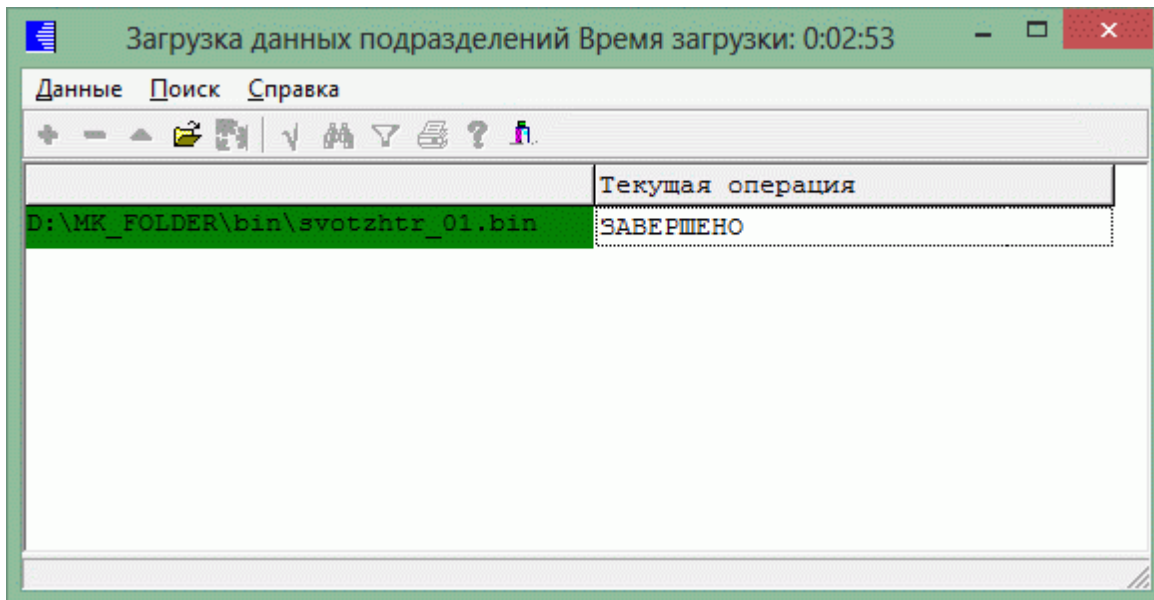 Загрузка данных подразделений Время загрузки: 0:02:53
Данные Поиск Справка
Текущая операция
D:\MK_FOLDER\bin\svotzhtr_01.bin ЗАВЕРШЕНО